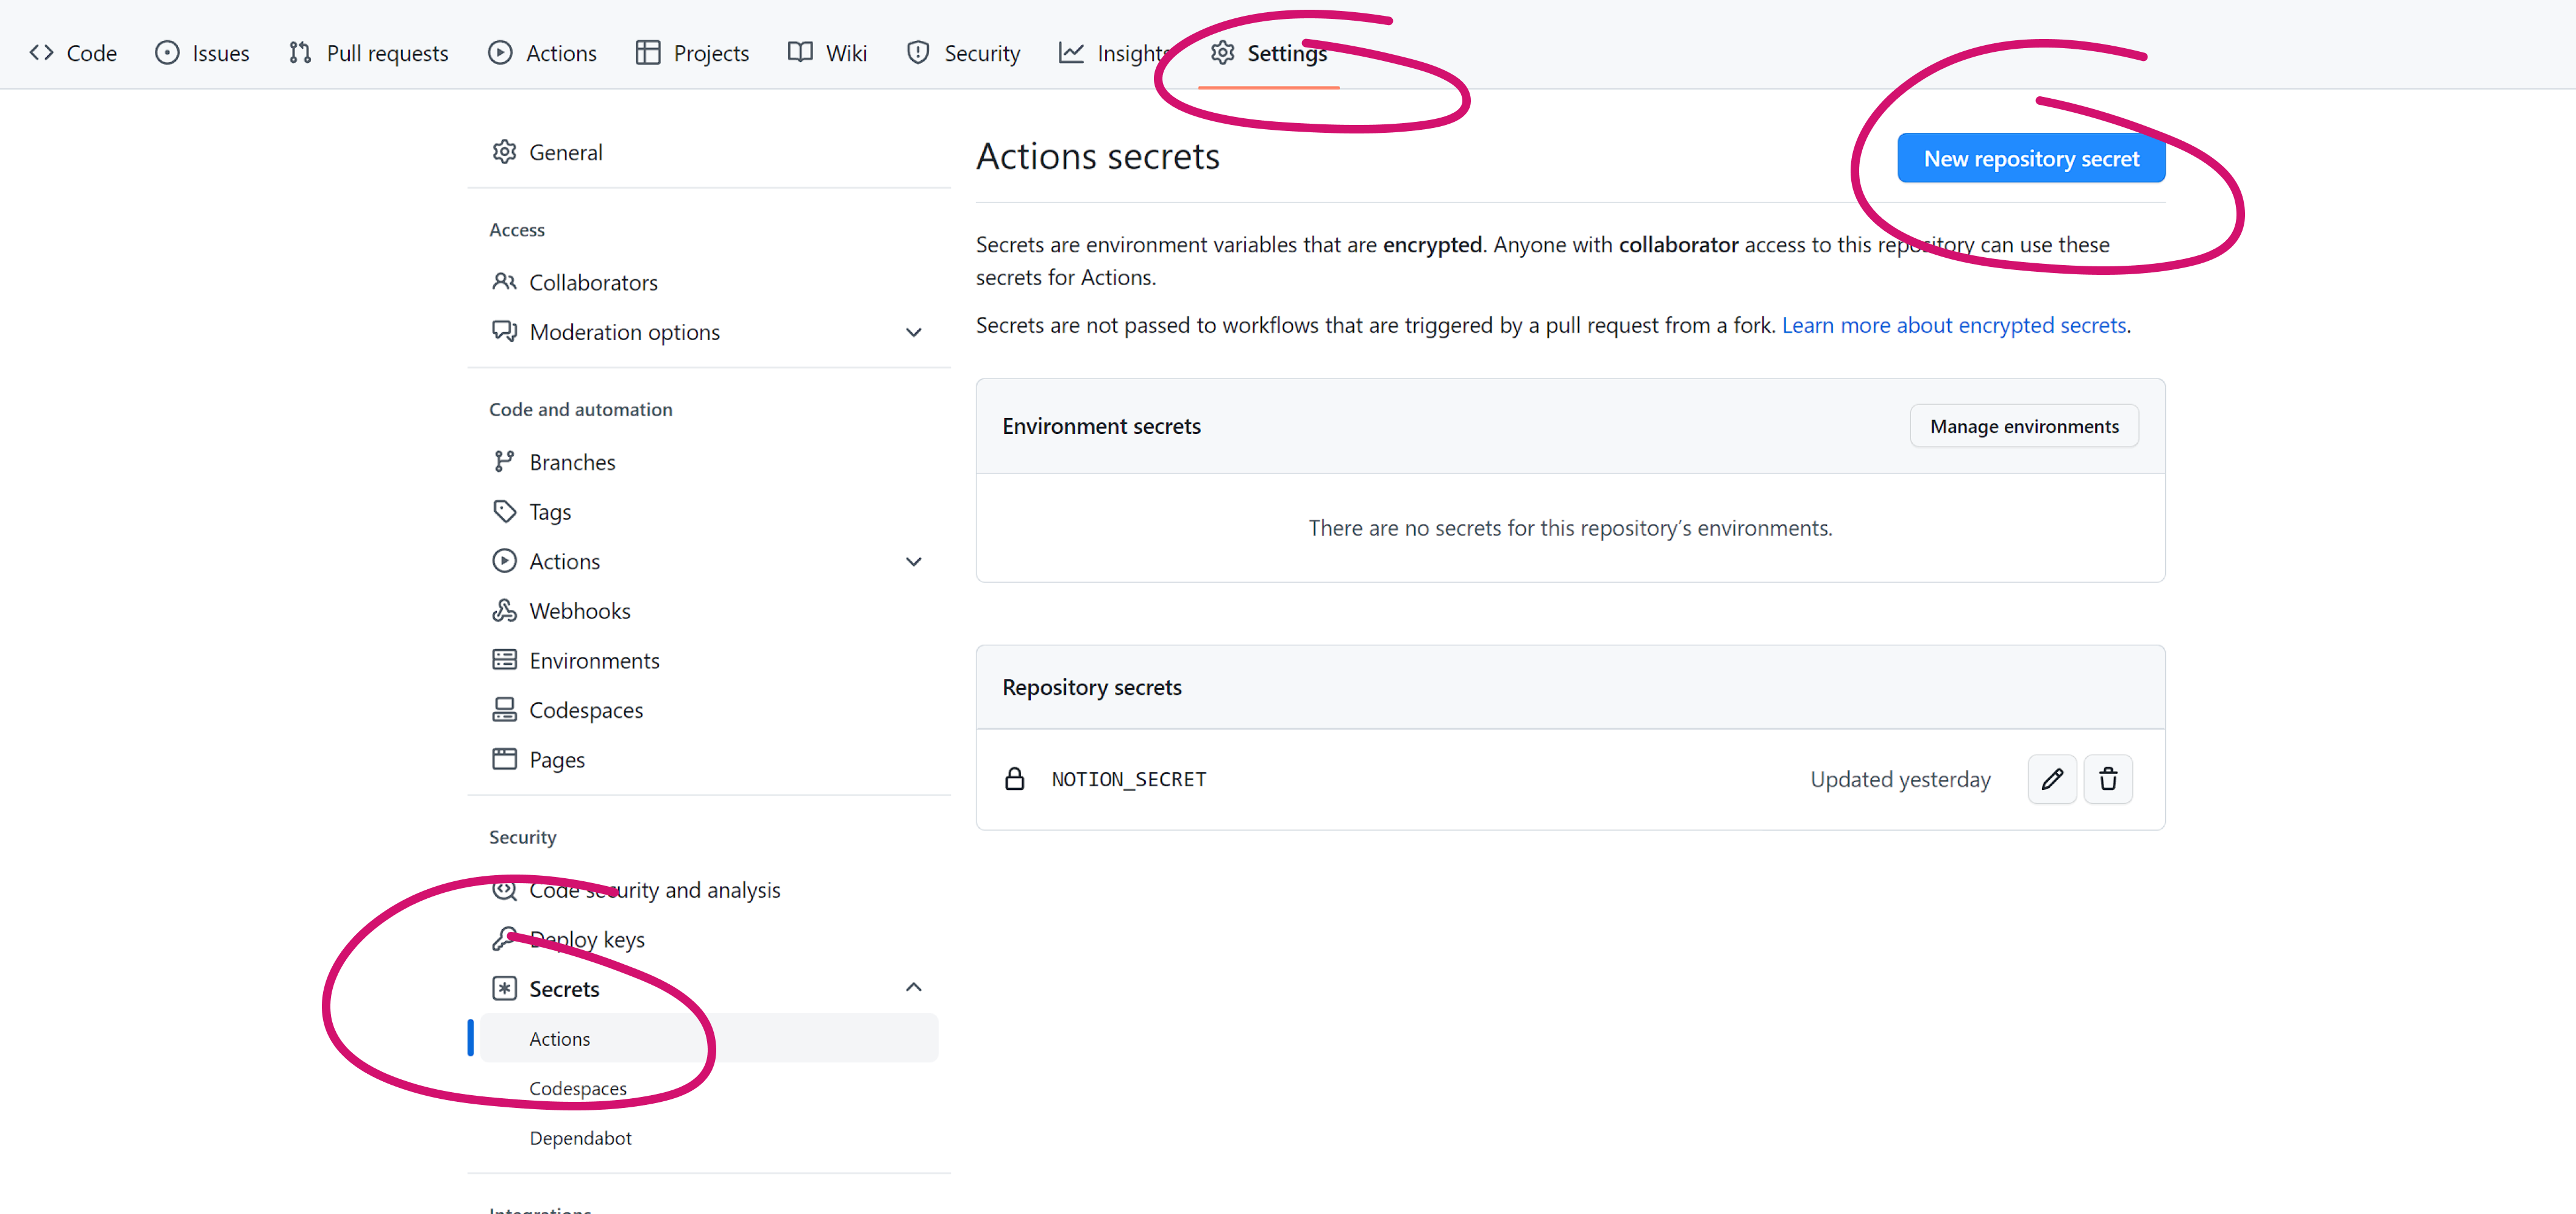 Code Issues Pull requests Actions Projects Wiki Security Insights Settings
General
Access
Collaborators
Moderation options
Code and automation
Branches
Tags
Actions
Webhooks
Environments
Codespaces
Pages
Security
Code security and analysis
Deploy keys
Secrets
Actions
Codespaces
Dependabot
Integrations
Actions secrets
New repository secret
Secrets are environment variables that are encrypted. Anyone with collaborator access to this repository can use these
secrets for Actions.
Secrets are not passed to workflows that are triggered by a pull request from a fork. Learn more about encrypted secrets.
Environment secrets
Manage environments
There are no secrets for this repository’s environments.
Repository secrets
NOTION_SECRET
Updated yesterday